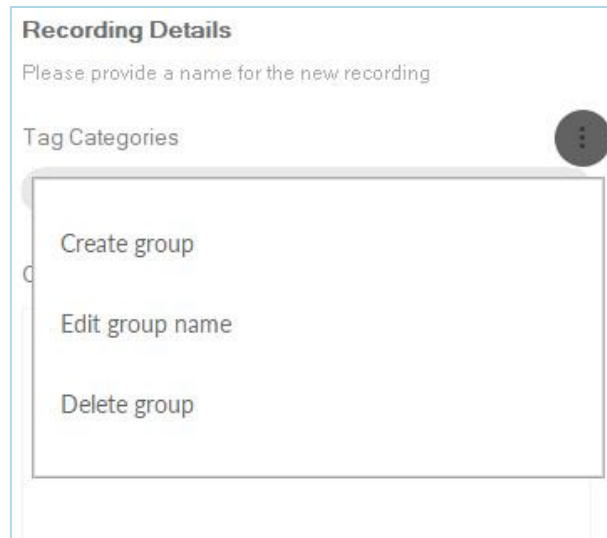 Recording Details
Please provide a name for the new recording
Tag Categories
Create group
Edit group name
Delete group